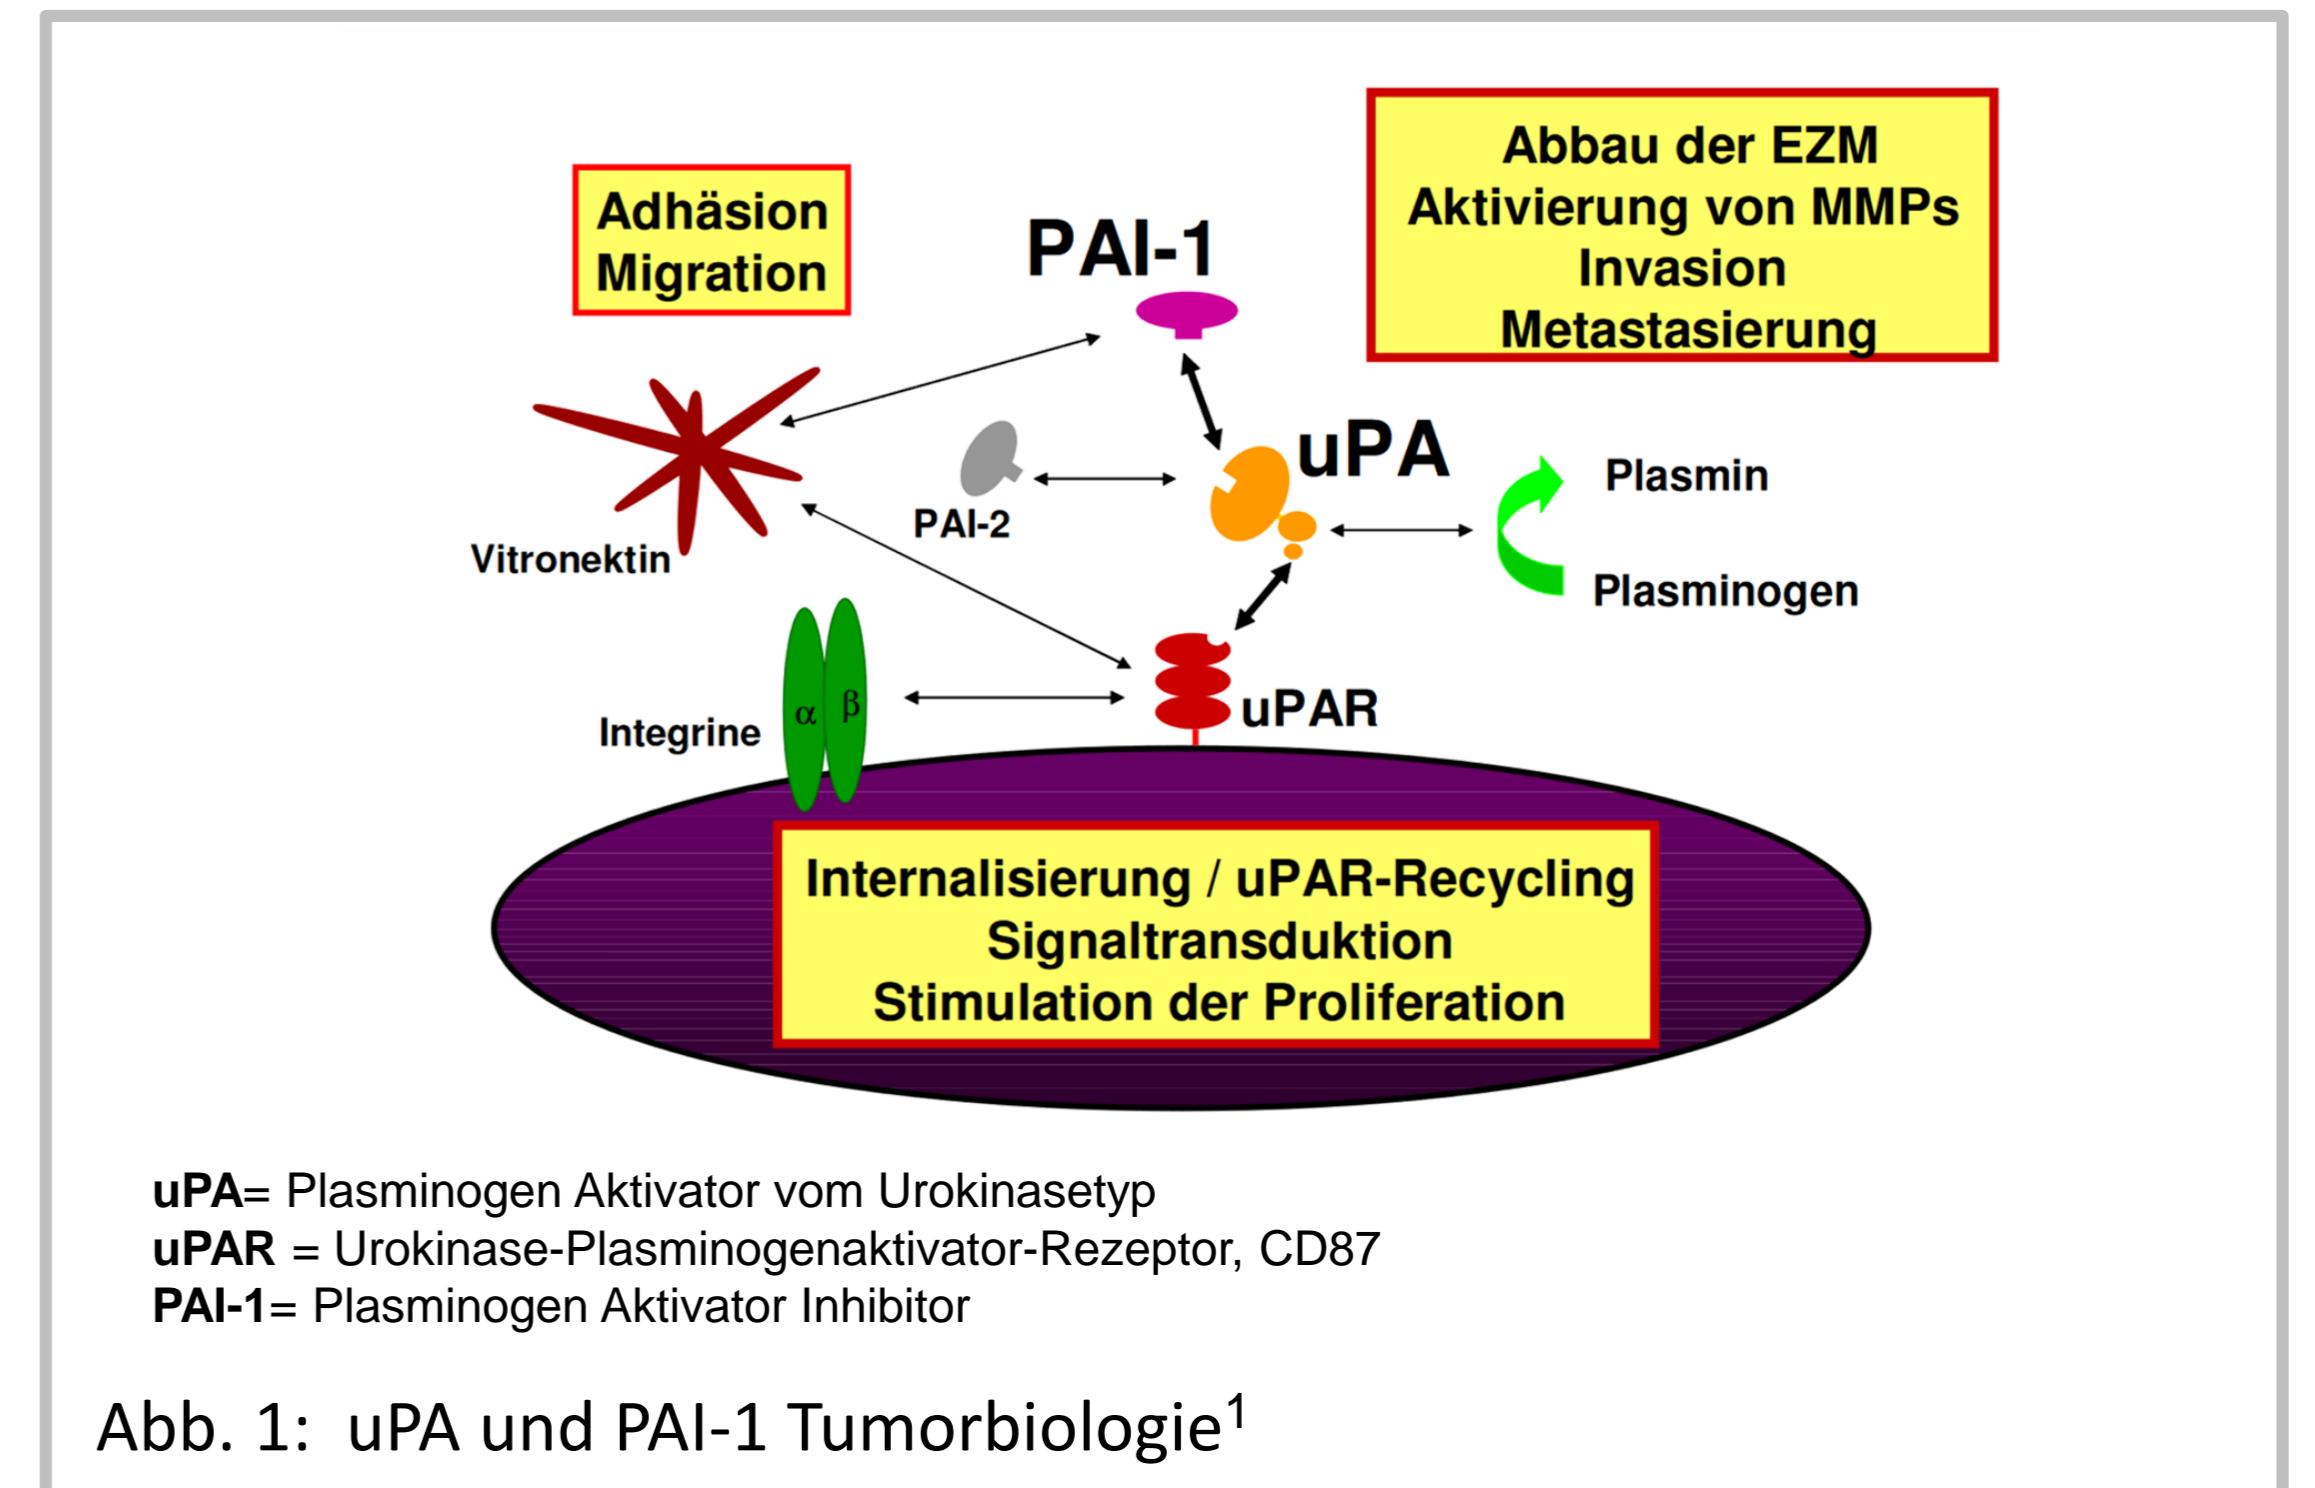 Adhäsion
Migration
PAI-1
Abbau der EZM
Aktivierung von MMPs
Invasion
Metastasierung
uPA
Plasmin
PAI-2
Vitronektin
Plasminogen
α β
Integrine
uPAR
Internalisierung / uPAR-Recycling
Signaltransduktion
Stimulation der Proliferation
uPA= Plasminogen Aktivator vom Urokinasetyp
uPAR = Urokinase-Plasminogenaktivator-Rezeptor, CD87
PAI-1= Plasminogen Aktivator Inhibitor
Abb. 1: uPA und PAI-1 Tumorbiologie¹